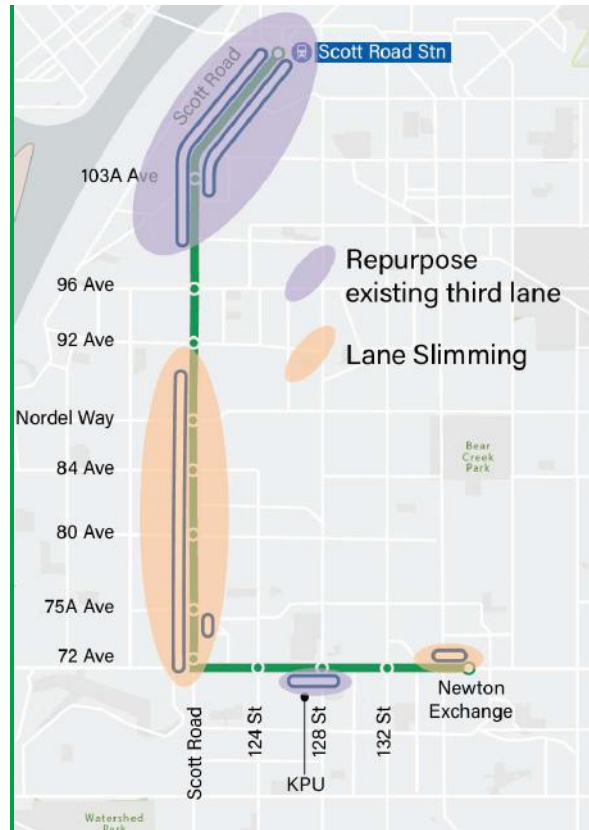 Scott Road Stn
Scott Road
103A Ave
Repurpose
existing third lane
96 Ave
92 Ave
Lane Slimming
Nordel Way
84 Ave
Bear
Creek
Park
80 Ave
75A Ave
72 Ave
Newton
Exchange
Scott Road
124 St
128 St
132 St
KPU
Watershed
Park